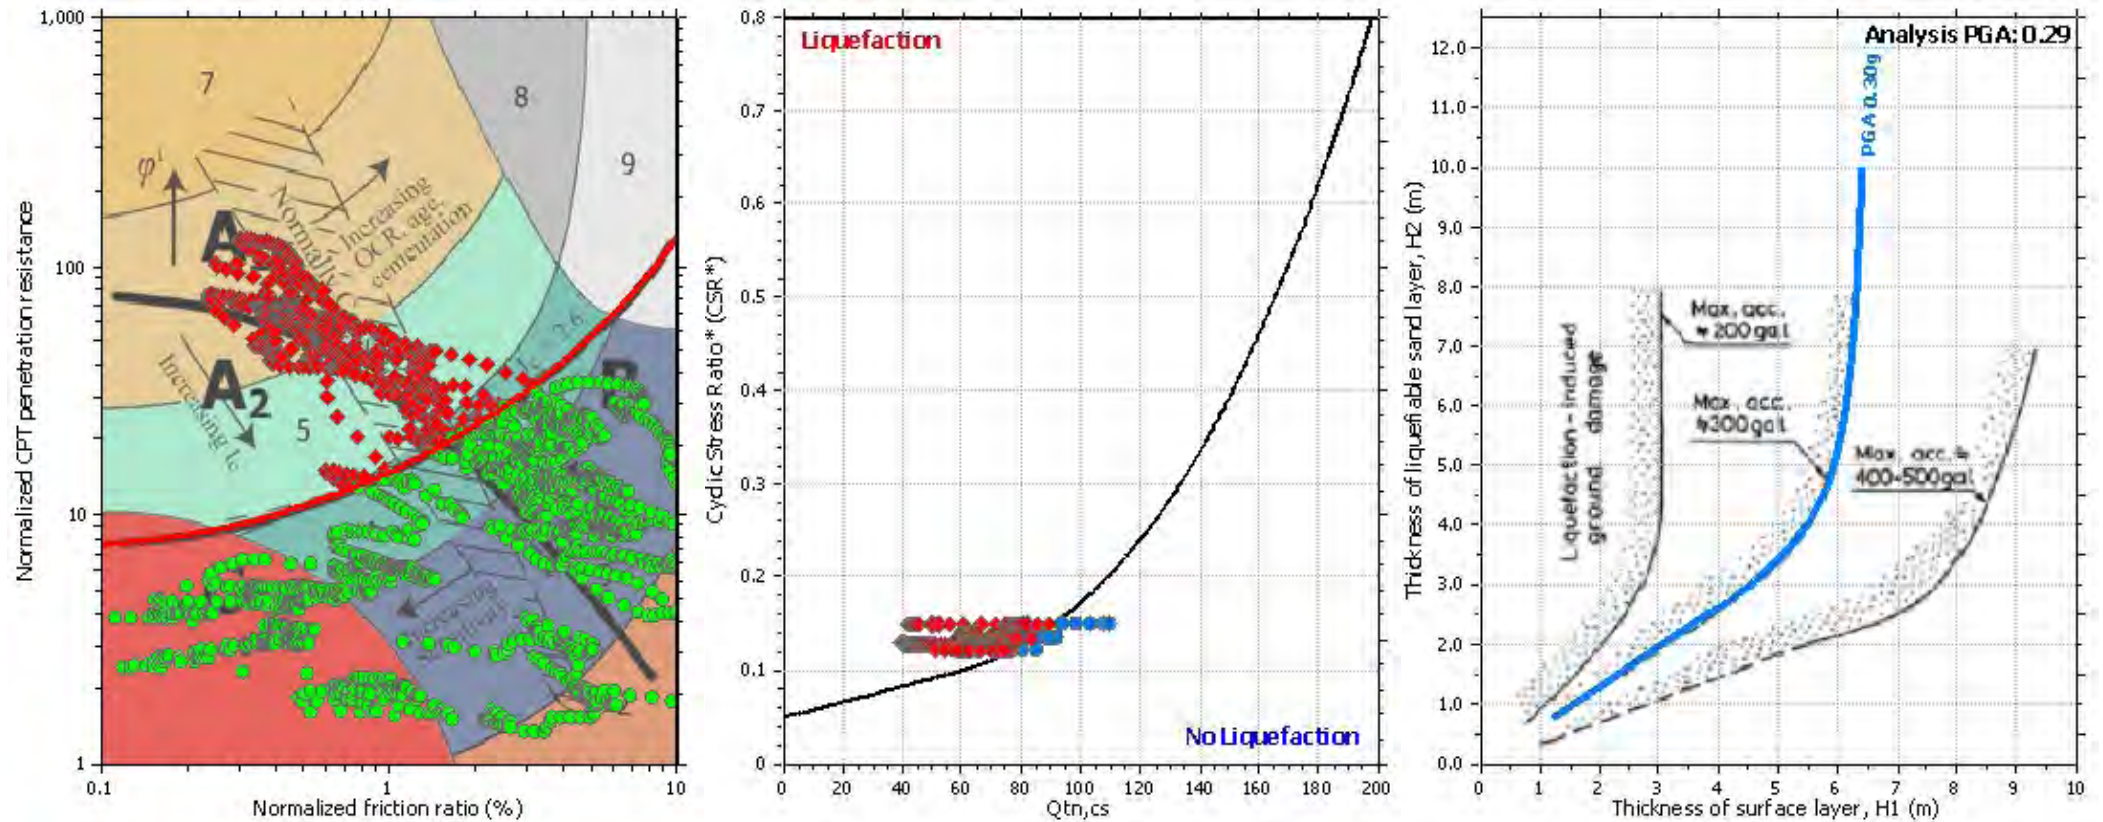 1,000
100
10
1
Normalized CPT penetration resistance
0.1
1
10
Normalized friction ratio (%)
7
8
9
φ'
A
Normally
Increasing
OCR, age,
cementation
A₂
Increasing Ic
5
2.6
B
Increasing
0.8
0.7
0.6
0.5
0.4
0.3
0.2
0.1
0
Cyclic Stress Ratio* (CSR*)
Liquefaction
No Liquefaction
0
20
40
60
80
100
120
140
160
180
200
Qtn,cs
Analysis PGA: 0.29
12.0
11.0
10.0
9.0
8.0
7.0
6.0
5.0
4.0
3.0
2.0
1.0
0.0
Thickness of liquefiable sand layer, H2 (m)
PGA 0.30g
Liquefaction - induced
ground damage
Max. acc.
≒ 200 gal
Max. acc.
≒300gal
Max. acc. ≒
400~500gal
0
1
2
3
4
5
6
7
8
9
10
Thickness of surface layer, H1 (m)